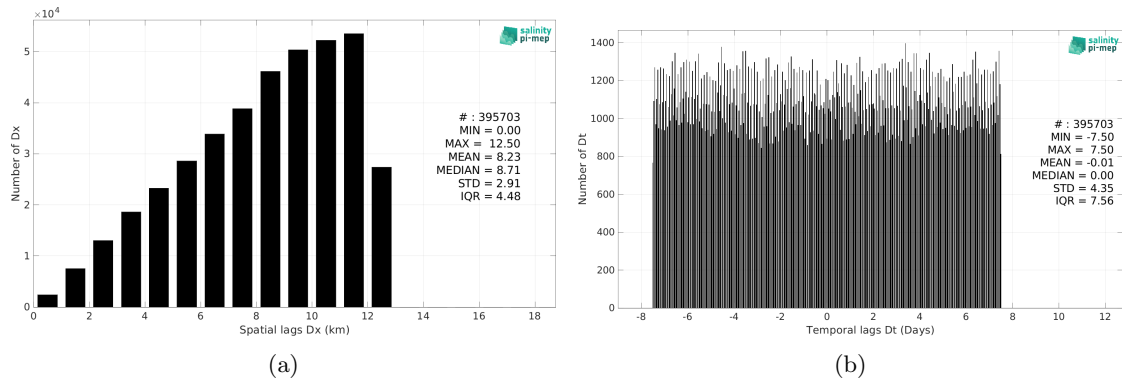 ×10⁴
5
4
3
2
1
0
Number of Dx
0 2 4 6 8 10 12 14 16 18
Spatial lags Dx (km)
salinity
pi-mep
# : 395703
MIN = 0.00
MAX = 12.50
MEAN = 8.23
MEDIAN = 8.71
STD = 2.91
IQR = 4.48
(a)
1400
1200
1000
800
600
400
200
0
Number of Dt
-8 -6 -4 -2 0 2 4 6 8 10 12
Temporal lags Dt (Days)
salinity
pi-mep
# : 395703
MIN = -7.50
MAX = 7.50
MEAN = -0.01
MEDIAN = 0.00
STD = 4.35
IQR = 7.56
(b)